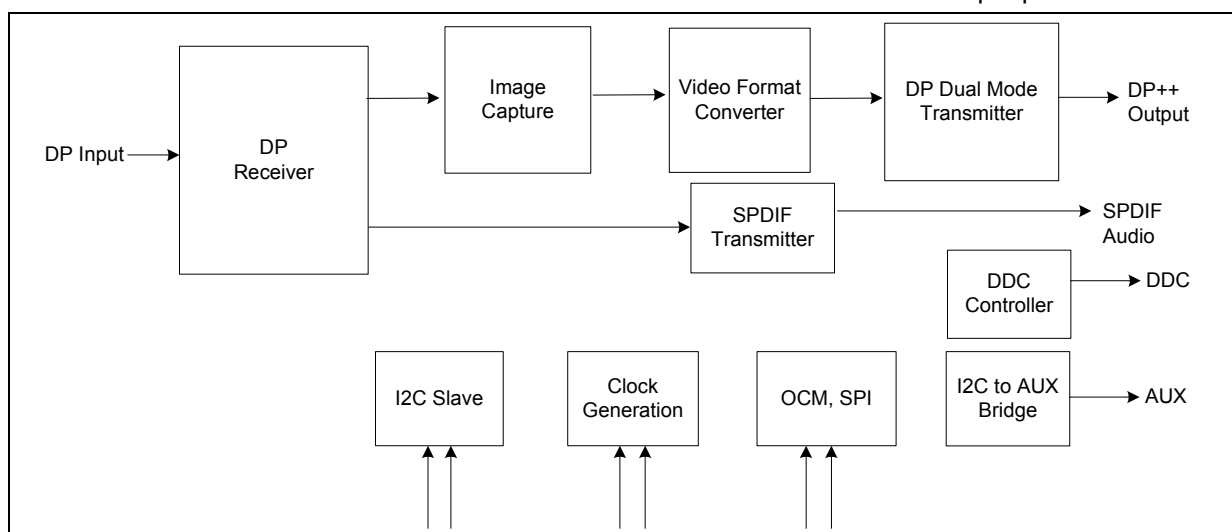 Image
Capture
Video Format
Converter
DP Dual Mode
Transmitter
DP++
Output
DP Input
DP
Receiver
SPDIF
Transmitter
SPDIF
Audio
DDC
Controller
DDC
I2C Slave
Clock
Generation
OCM, SPI
I2C to AUX
Bridge
AUX